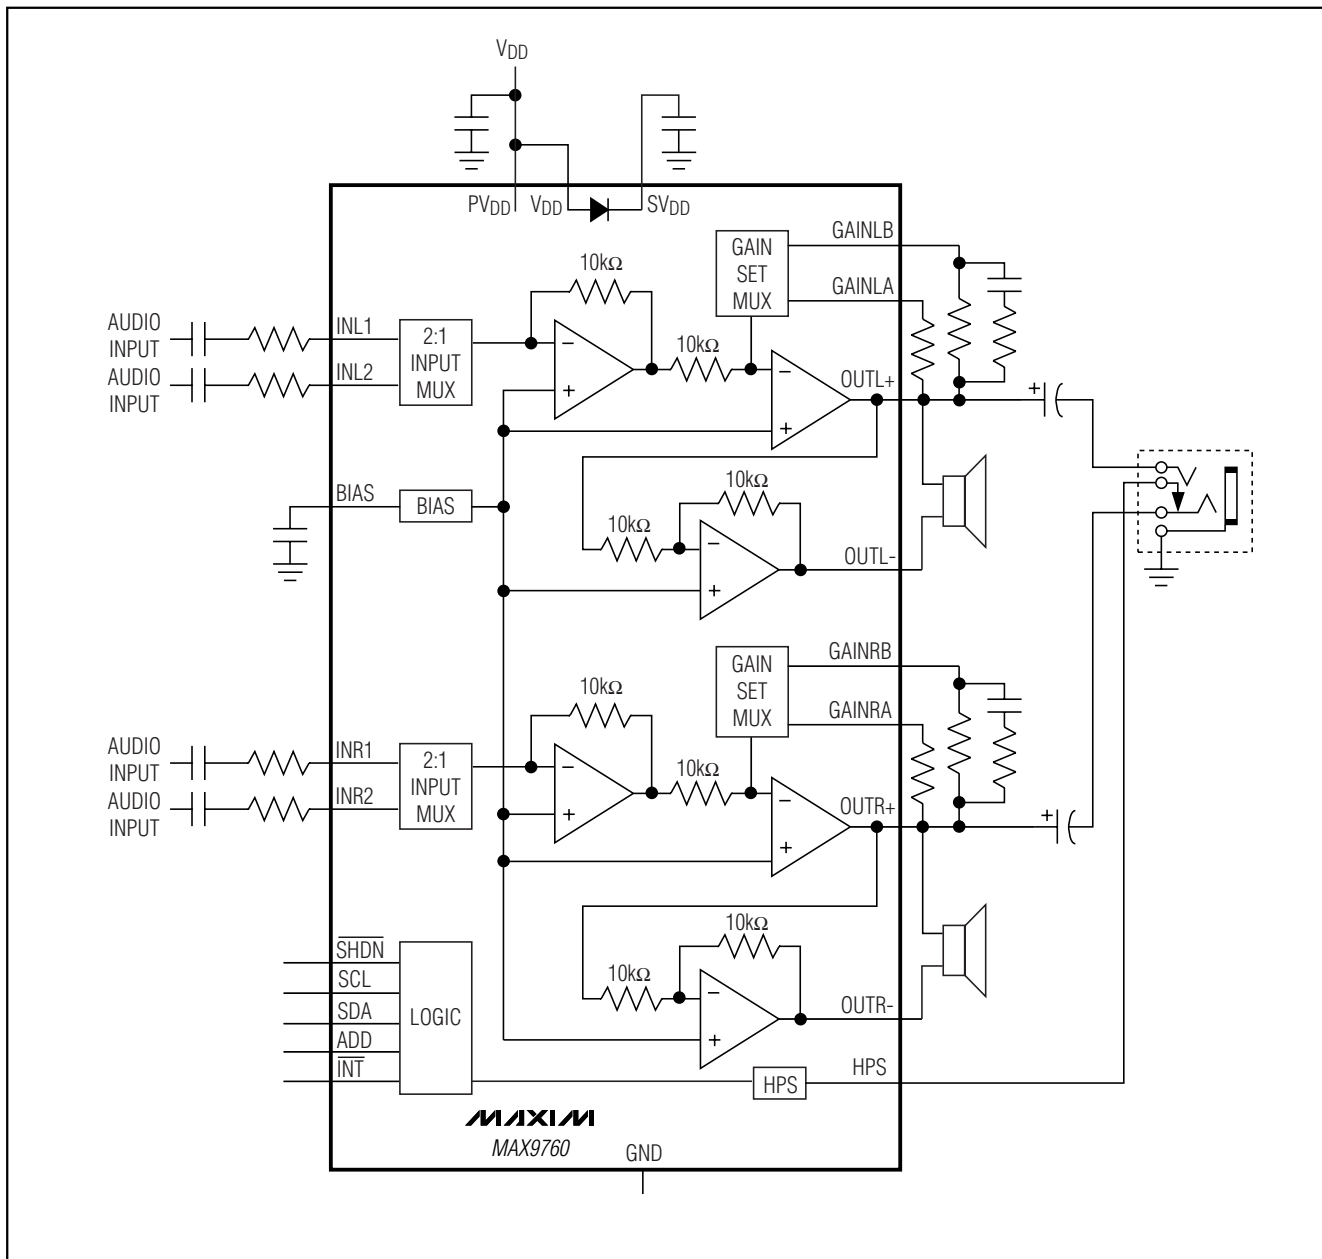 VDD
PVDD VDD SVDD
10kΩ
GAIN
SET
MUX
GAINLB
GAINLA
AUDIO
INPUT
INL1
2:1
INPUT
MUX
−
+
10kΩ
−
+
OUTL+
+
AUDIO
INPUT
INL2
BIAS
BIAS
10kΩ
10kΩ
−
+
OUTL-
10kΩ
GAIN
SET
MUX
GAINRB
GAINRA
AUDIO
INPUT
INR1
2:1
INPUT
MUX
−
+
10kΩ
−
+
OUTR+
+
AUDIO
INPUT
INR2
10kΩ
10kΩ
−
+
OUTR-
SHDN
SCL
SDA
ADD
INT
LOGIC
HPS
HPS
MAXIM
MAX9760
GND